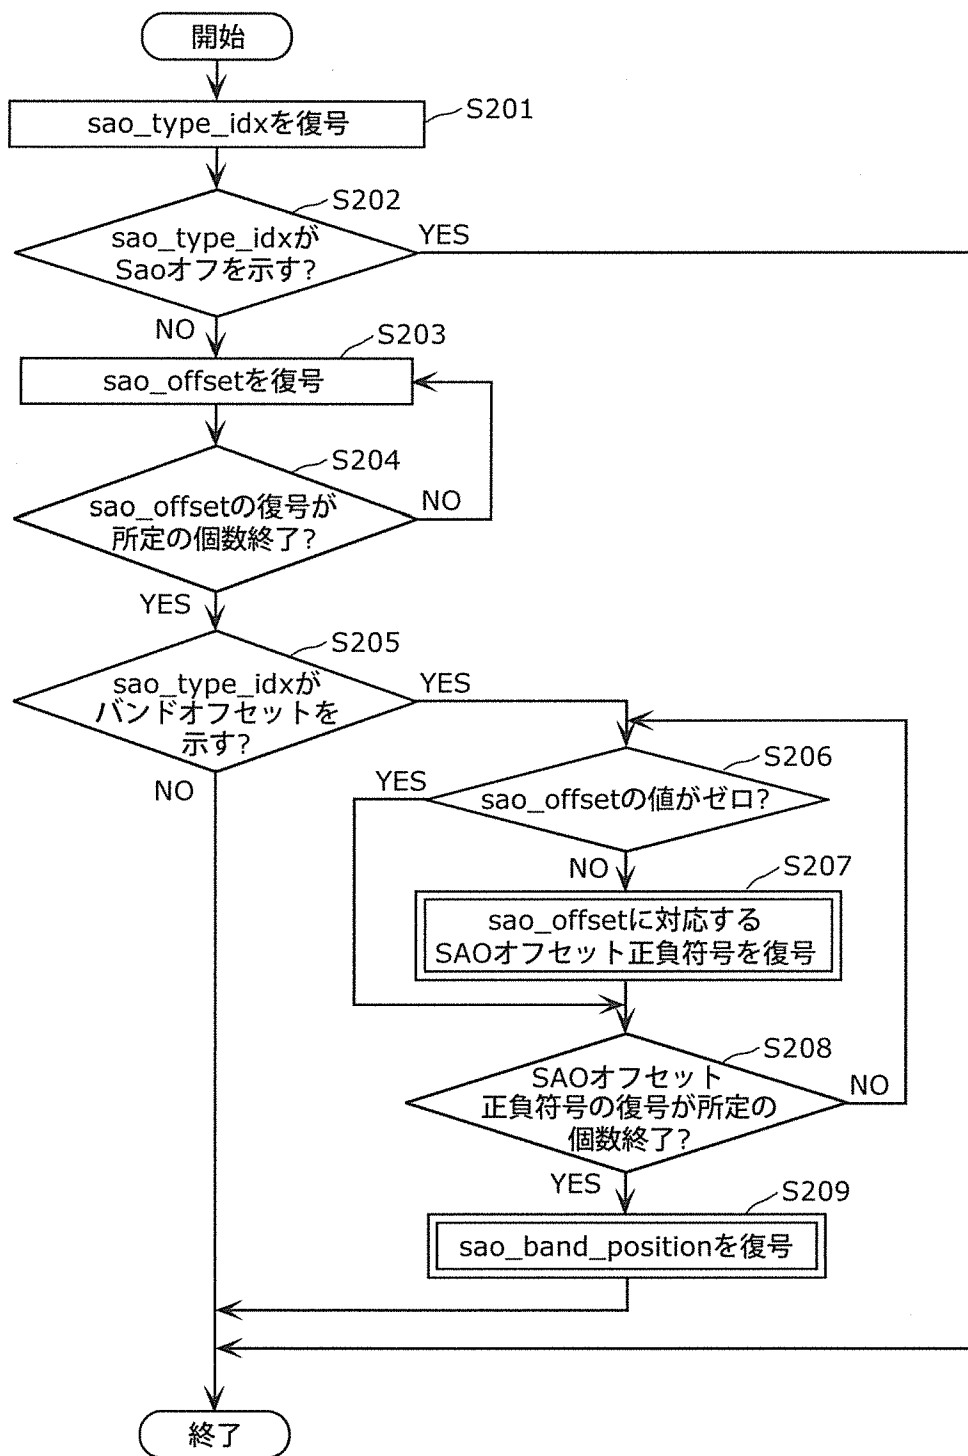 開始
sao_type_idxを復号
S201
S202
sao_type_idxが
Saoオフを示す?
YES
NO
S203
sao_offsetを復号
S204
sao_offsetの復号が
所定の個数終了?
NO
YES
S205
sao_type_idxが
バンドオフセットを
示す?
YES
NO
S206
sao_offsetの値がゼロ?
YES
NO
S207
sao_offsetに対応する
SAOオフセット正負符号を復号
S208
SAOオフセット
正負符号の復号が所定の
個数終了?
NO
YES
S209
sao_band_positionを復号
終了